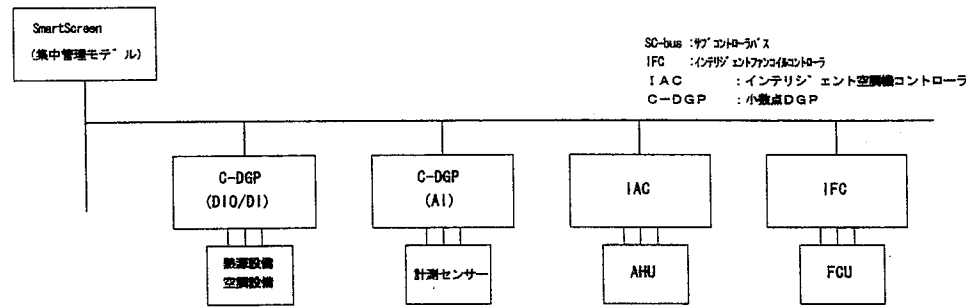 SmartScreen
(集中管理モデル)
SC-bus :サブコントローラバス
IFC :インテリジェントファンコイルコントローラ
IAC :インテリジェント空調機コントローラ
C-DGP :小数点DGP
C-DGP
(DIO/DI)
C-DGP
(AI)
IAC
IFC
熱源設備
空調設備
計測センサー
AHU
FCU